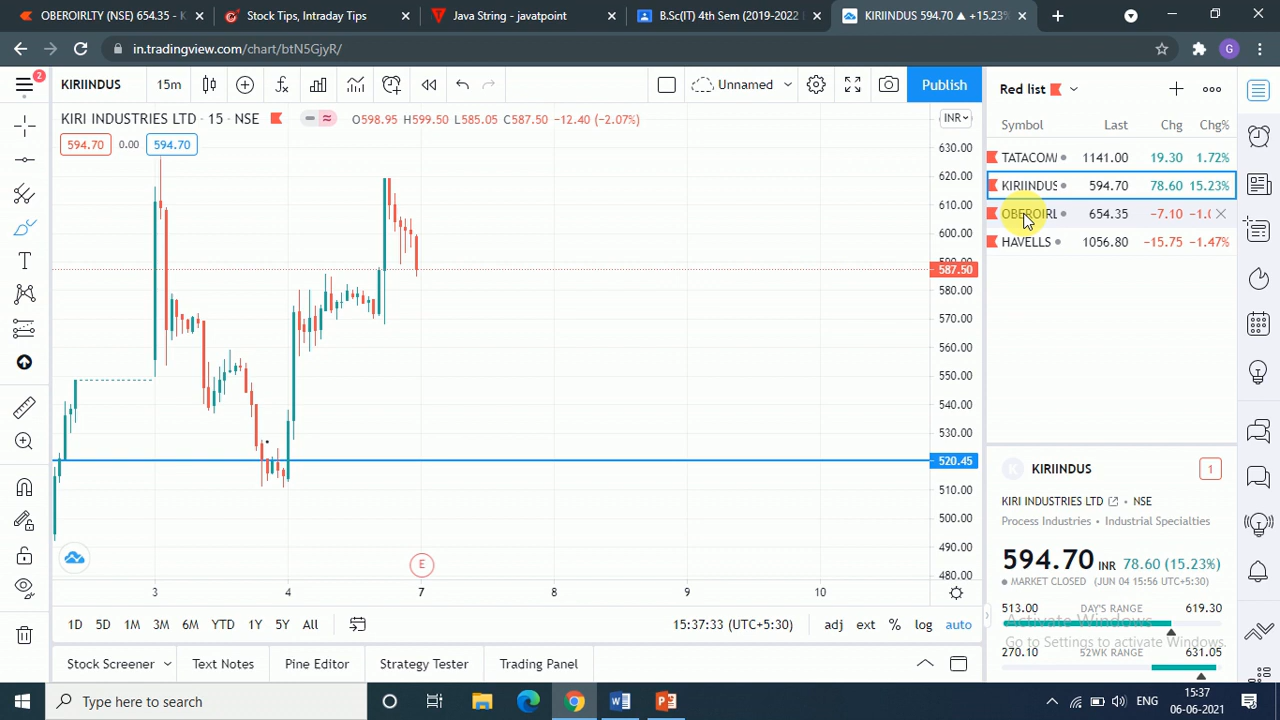 OBEROIRLTY (NSE) 654.35 - K
Stock Tips, Intraday Tips
Java String - javatpoint
B.Sc(IT) 4th Sem (2019-2022
KIRIINDUS 594.70 ▲ +15.23%
in.tradingview.com/chart/btN5GjyR/
G
2
KIRIINDUS
15m
Unnamed
Publish
Red list
KIRI INDUSTRIES LTD · 15 · NSE
O598.95 H599.50 L585.05 C587.50 −12.40 (−2.07%)
INR
594.70
0.00
594.70
Symbol
Last
Chg
Chg%
TATACOM
1141.00
19.30
1.72%
KIRIINDUS
594.70
78.60
15.23%
OBEROIRL
654.35
−7.10
HAVELLS
1056.80
−15.75
−1.47%
630.00
620.00
610.00
600.00
587.50
580.00
570.00
560.00
550.00
540.00
530.00
520.45
510.00
500.00
490.00
480.00
E
3
4
7
8
9
10
1D
5D
1M
3M
6M
YTD
1Y
5Y
All
15:37:33 (UTC+5:30)
adj
ext
%
log
auto
Stock Screener
Text Notes
Pine Editor
Strategy Tester
Trading Panel
K
KIRIINDUS
1
KIRI INDUSTRIES LTD · NSE
Process Industries • Industrial Specialties
594.70 INR 78.60 (15.23%)
MARKET CLOSED (JUN 04 15:56 UTC+5:30)
513.00
DAY'S RANGE
619.30
Activate Windows
Go to Settings to activate Windows.
270.10
52WK RANGE
631.05
Type here to search
ENG
15:37
06-06-2021